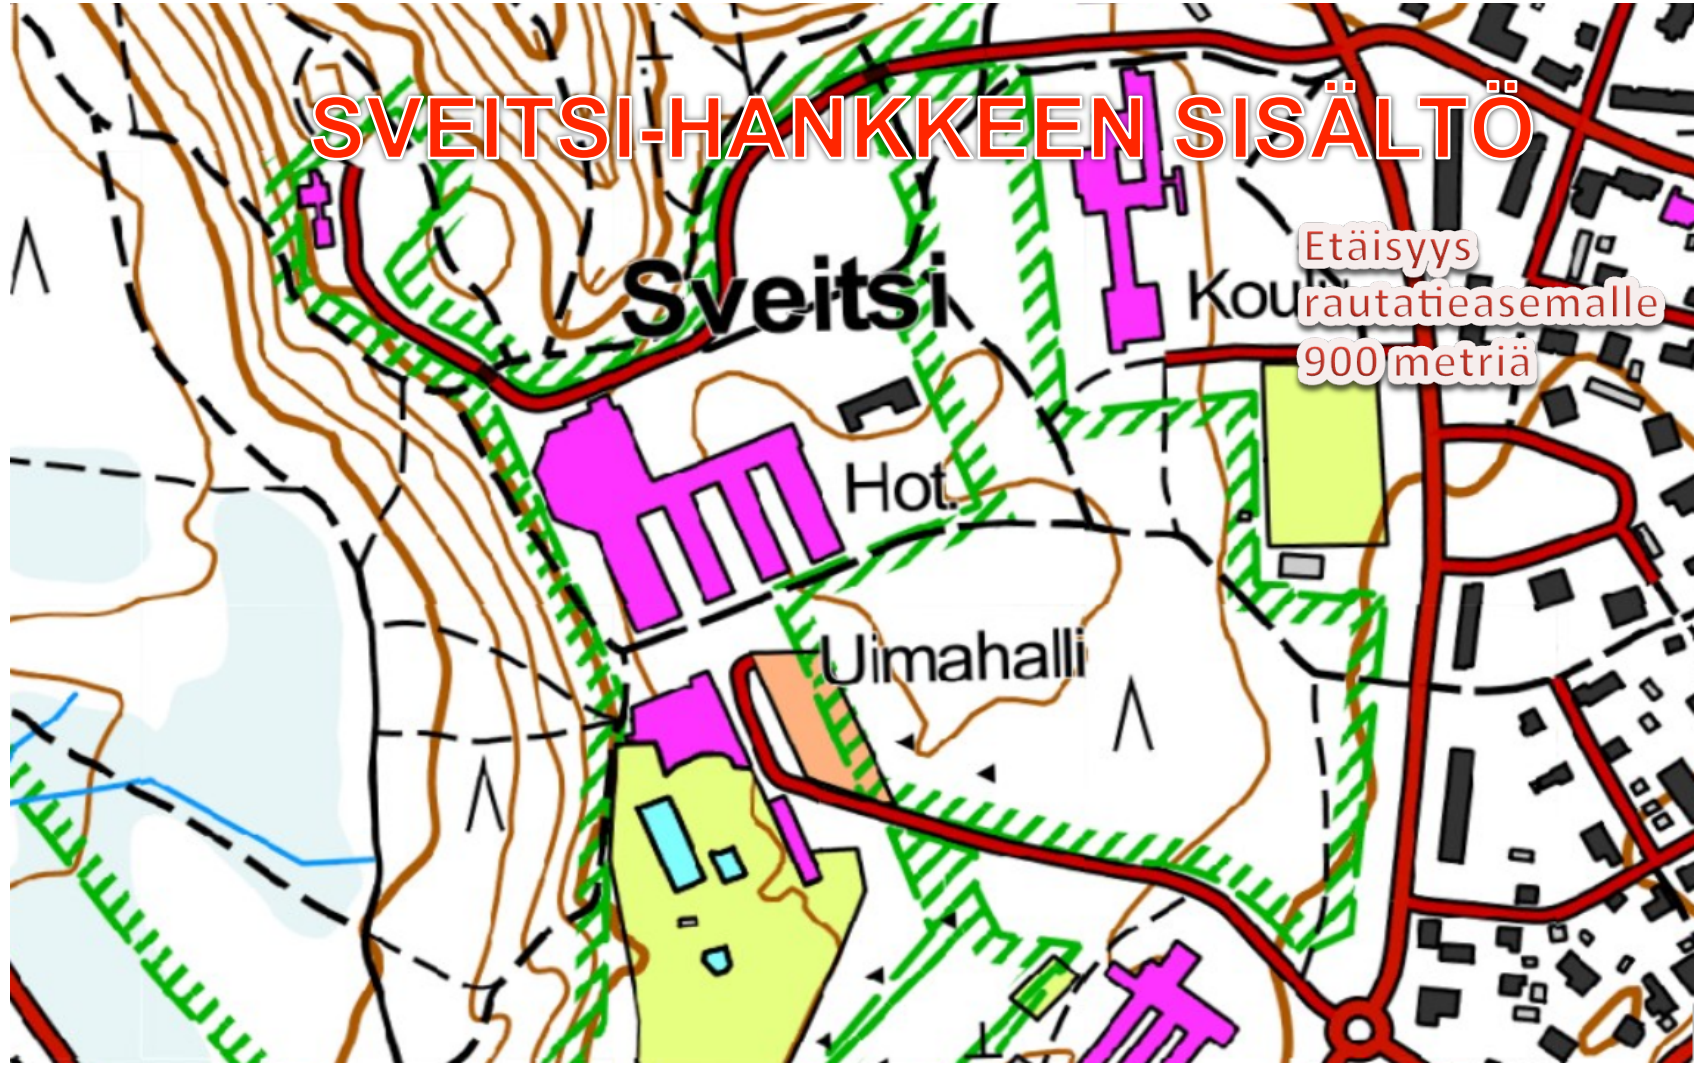 SVEITSI-HANKKEEN SISÄLTÖ
Etäisyys
rautatieasemalle
900 metriä
Sveitsi
Hot.
Uimahalli